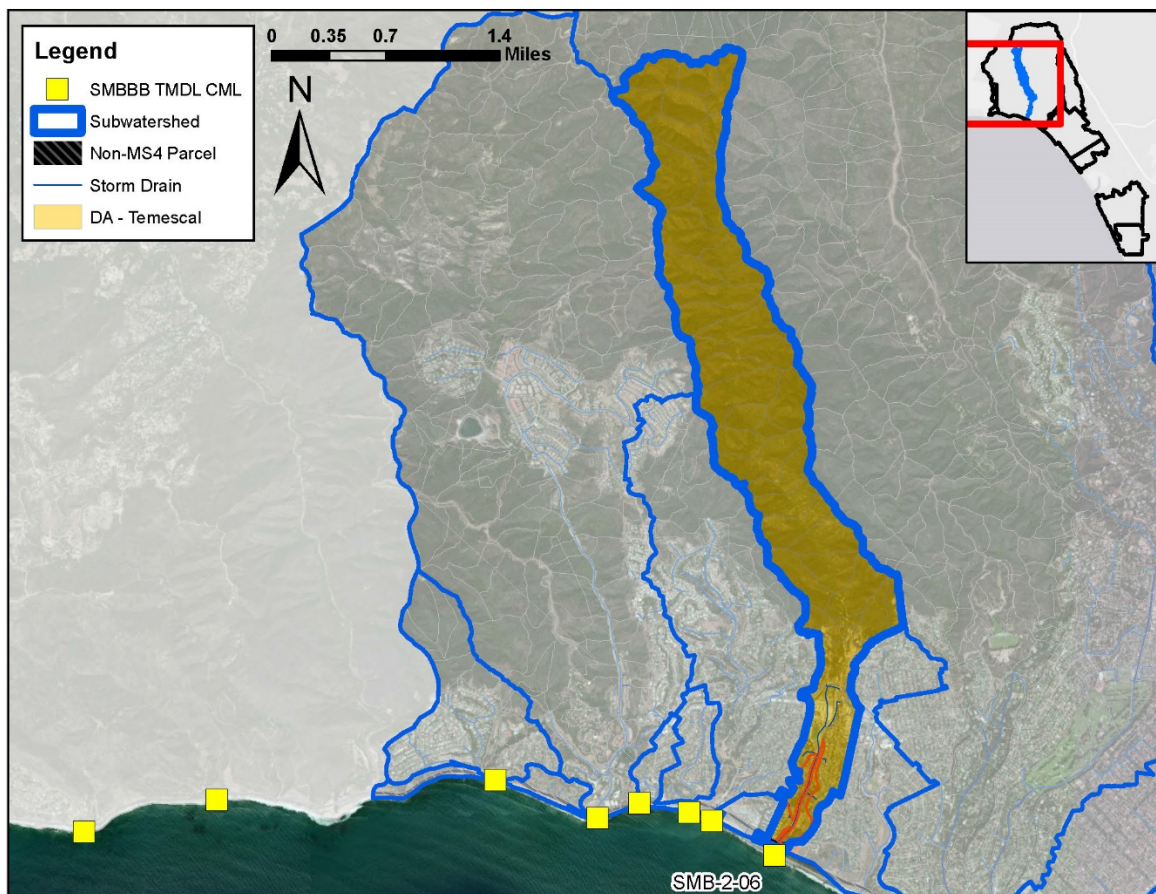 Legend
SMBBB TMDL CML
Subwatershed
Non-MS4 Parcel
Storm Drain
DA - Temescal
0 0.35 0.7 1.4
Miles
N
SMB-2-06